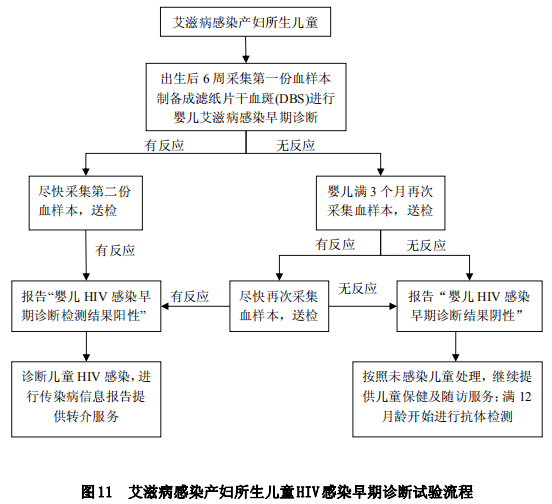 艾滋病感染产妇所生儿童
出生后 6 周采集第一份血样本
制备成滤纸片干血斑(DBS)进行
婴儿艾滋病感染早期诊断
有反应
无反应
尽快采集第二份
血样本，送检
婴儿满 3 个月再次
采集血样本，送检
有反应
有反应
无反应
报告“婴儿 HIV 感染早
期诊断检测结果阳性”
有反应
尽快再次采集
血样本，送检
无反应
报告“ 婴儿 HIV 感染
早期诊断结果阴性”
诊断儿童 HIV 感染，进
行传染病信息报告提
供转介服务
按照未感染儿童处理，继续提
供儿童保健及随访服务；满 12
月龄开始进行抗体检测
图 11 艾滋病感染产妇所生儿童HIV感染早期诊断试验流程